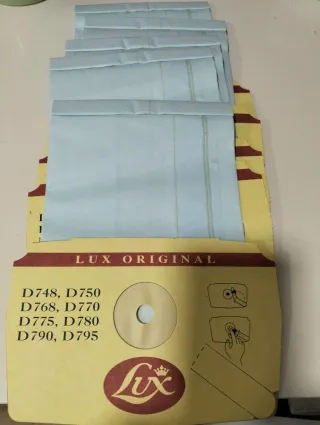 LUX ORIGINAL
D748, D750
D768, D770
D775, D780
D790, D795
Lux